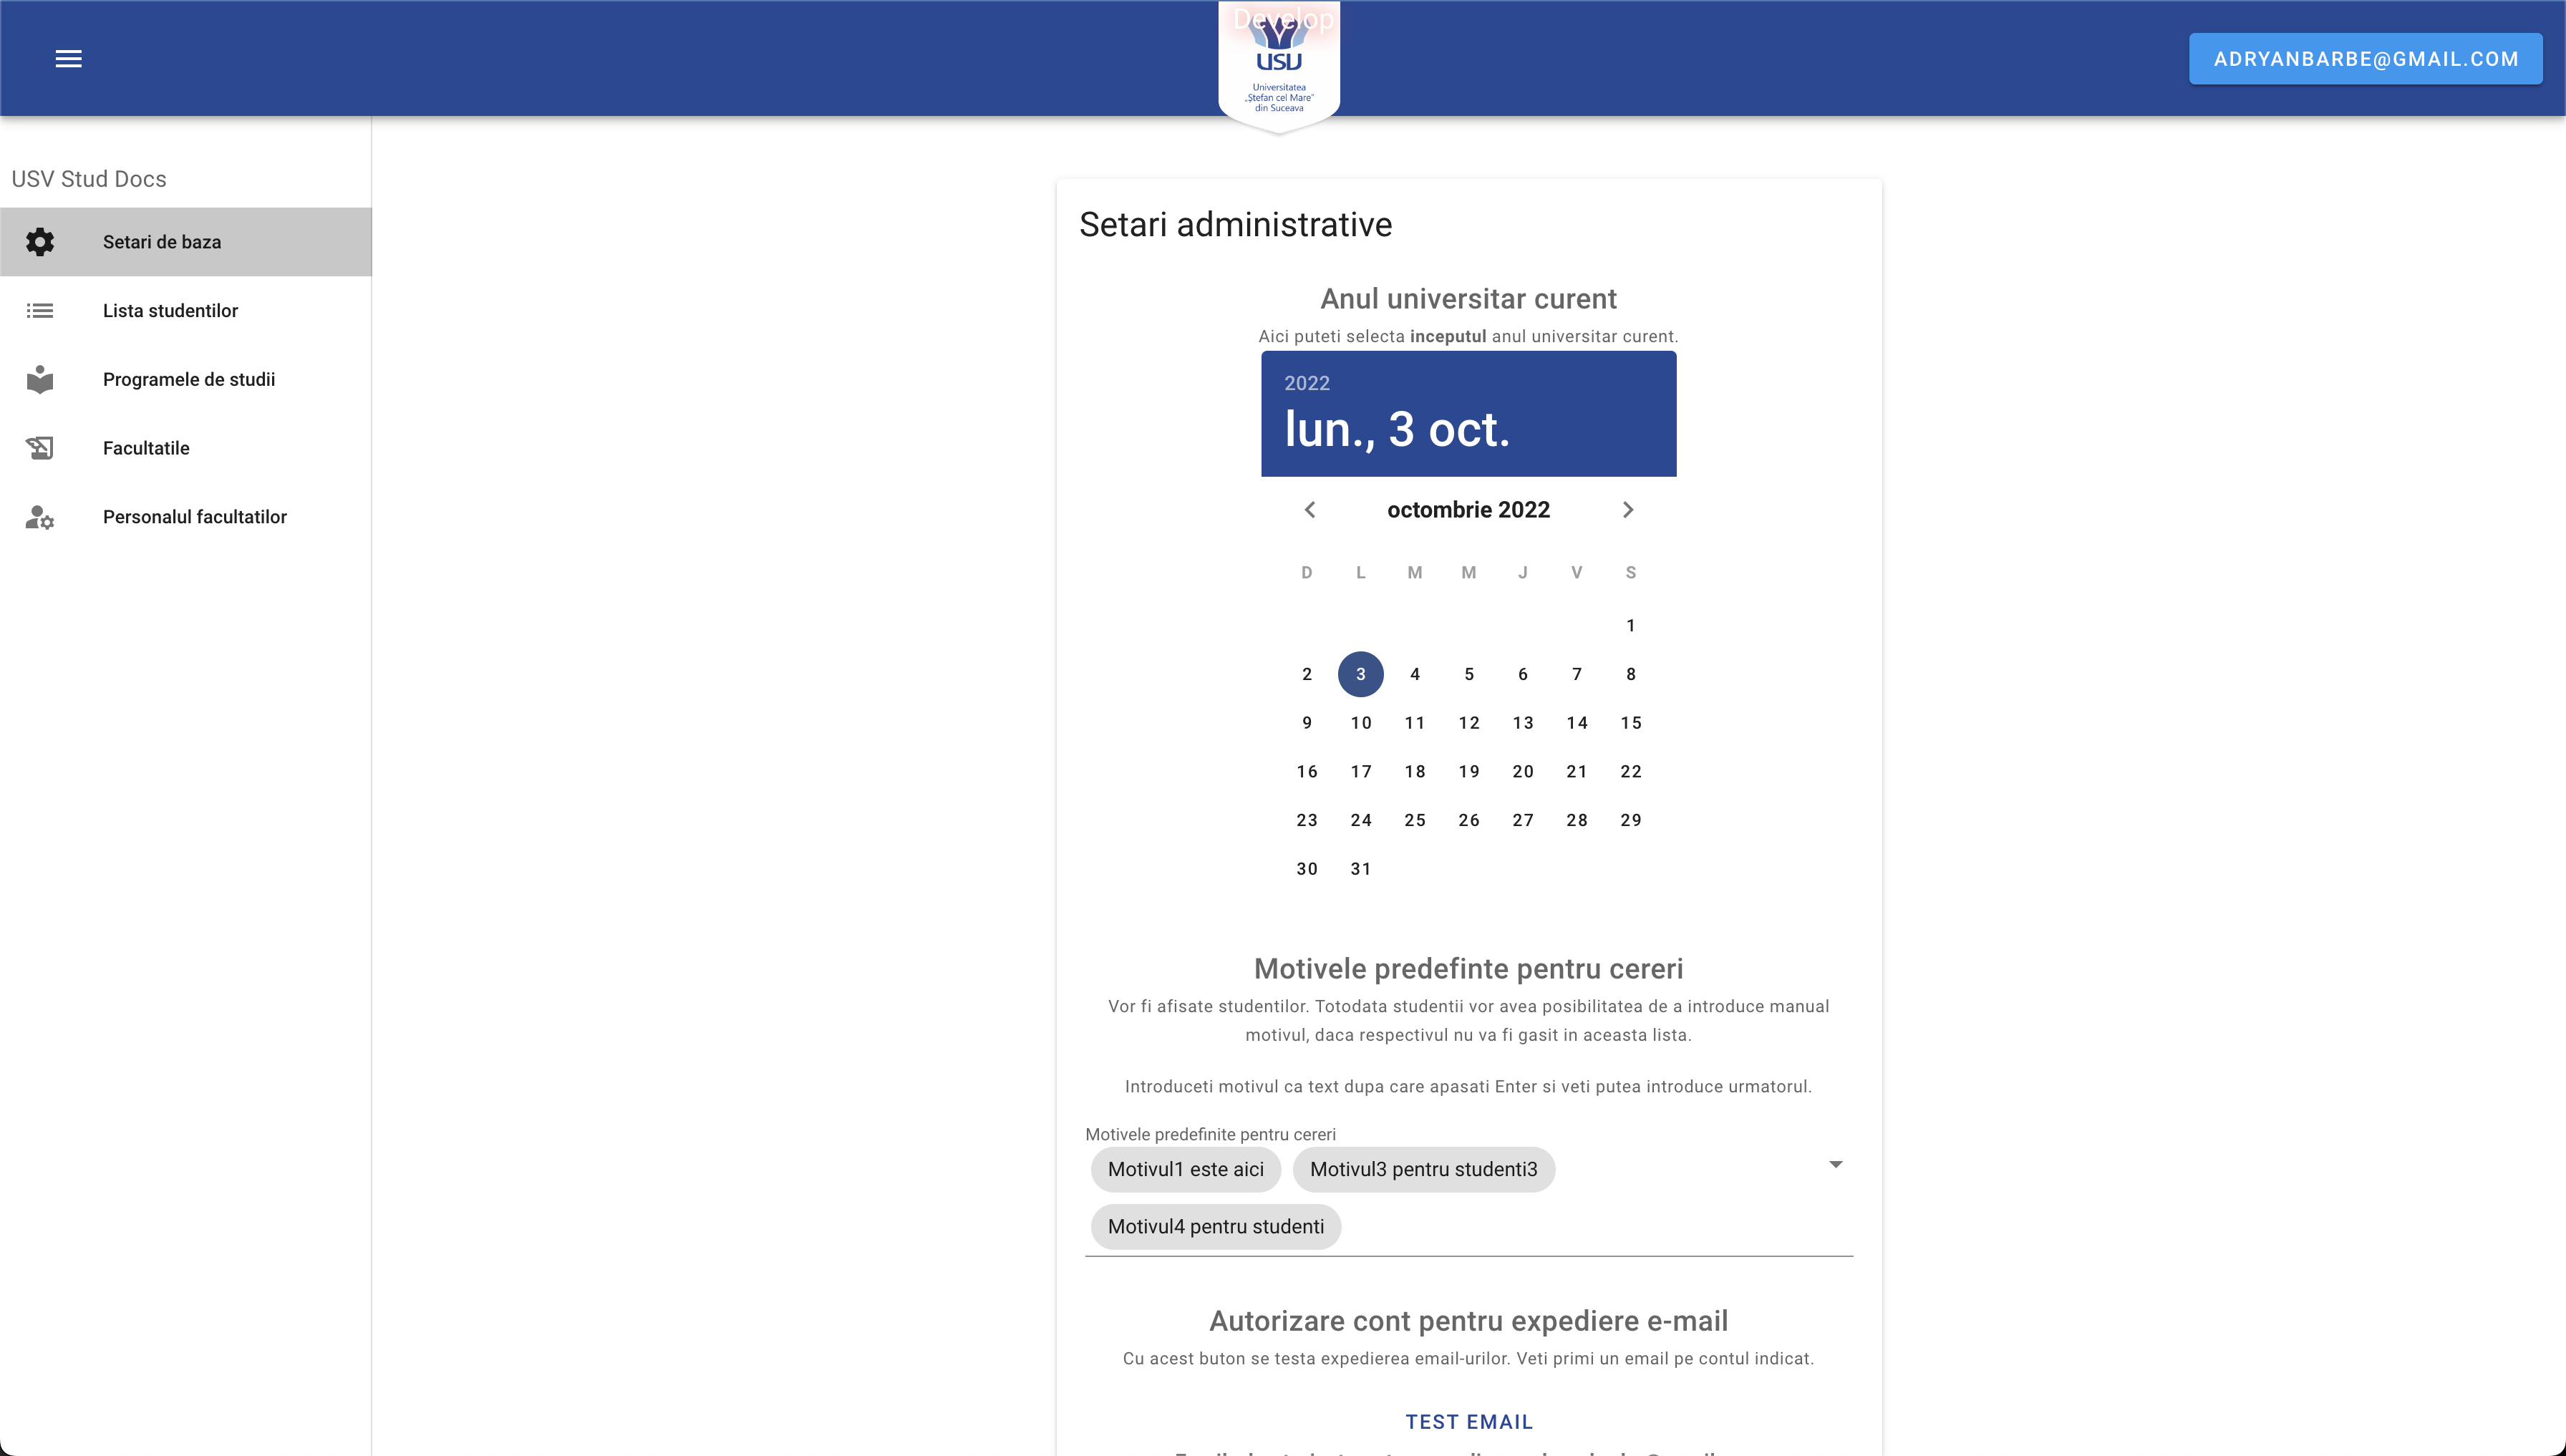 Develop
USV
Universitatea
„Ștefan cel Mare”
din Suceava
ADRYANBARBE@GMAIL.COM
USV Stud Docs
Setari de baza
Lista studentilor
Programele de studii
Facultatile
Personalul facultatilor
Setari administrative
Anul universitar curent
Aici puteti selecta inceputul anul universitar curent.
2022
lun., 3 oct.
octombrie 2022
D L M M J V S
1
2 3 4 5 6 7 8
9 10 11 12 13 14 15
16 17 18 19 20 21 22
23 24 25 26 27 28 29
30 31
Motivele predefinte pentru cereri
Vor fi afisate studentilor. Totodata studentii vor avea posibilitatea de a introduce manual
motivul, daca respectivul nu va fi gasit in aceasta lista.
Introduceti motivul ca text dupa care apasati Enter si veti putea introduce urmatorul.
Motivele predefinite pentru cereri
Motivul1 este aici Motivul3 pentru studenti3
Motivul4 pentru studenti
Autorizare cont pentru expediere e-mail
Cu acest buton se testa expedierea email-urilor. Veti primi un email pe contul indicat.
TEST EMAIL